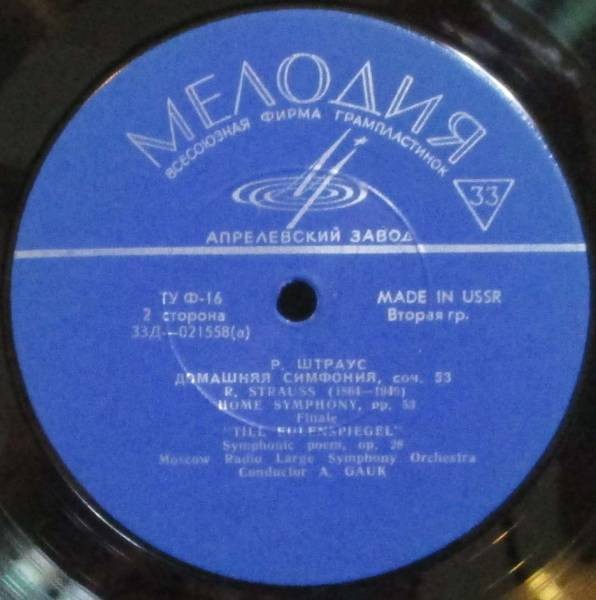 МЕЛОДИЯ
ВСЕСОЮЗНАЯ ФИРМА ГРАМПЛАСТИНОК
33
АПРЕЛЕВСКИЙ ЗАВОД
ТУ Ф-16
2 сторона
33Д—021558(а)
MADE IN USSR
Вторая гр.
Р. ШТРАУС
ДОМАШНЯЯ СИМФОНИЯ, соч. 53
R. STRAUSS (1864—1949)
HOME SYMPHONY, op. 53
Finale
"TILL EULENSPIEGEL"
Symphonic poem, op. 28
Moscow Radio Large Symphony Orchestra
Conductor A. GAUK